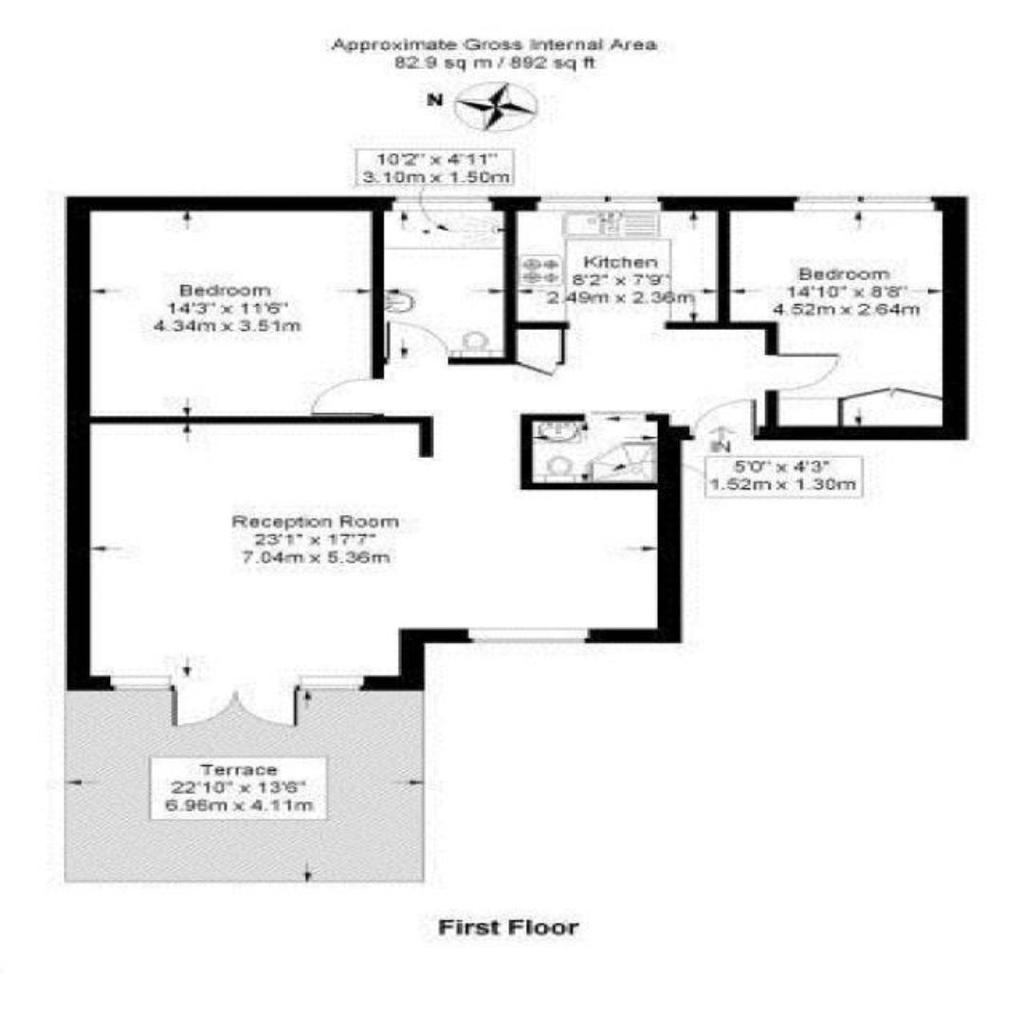 Approximate Gross Internal Area
82.9 sq m / 892 sq ft
N
10'2" x 4'11"
3.10m x 1.50m
Bedroom
14'3" x 11'6"
4.34m x 3.51m
Kitchen
8'2" x 7'9"
2.49m x 2.36m
Bedroom
14'10" x 8'8"
4.52m x 2.64m
IN
5'0" x 4'3"
1.52m x 1.30m
Reception Room
23'1" x 17'7"
7.04m x 5.36m
Terrace
22'10" x 13'6"
6.96m x 4.11m
First Floor